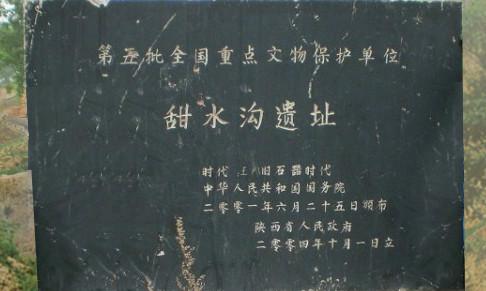 第五批全国重点文物保护单位
甜水沟遗址
时代 旧石器时代
中华人民共和国国务院
二零零一年六月二十五日颁布
陕西省人民政府
二零零四年十月一日立